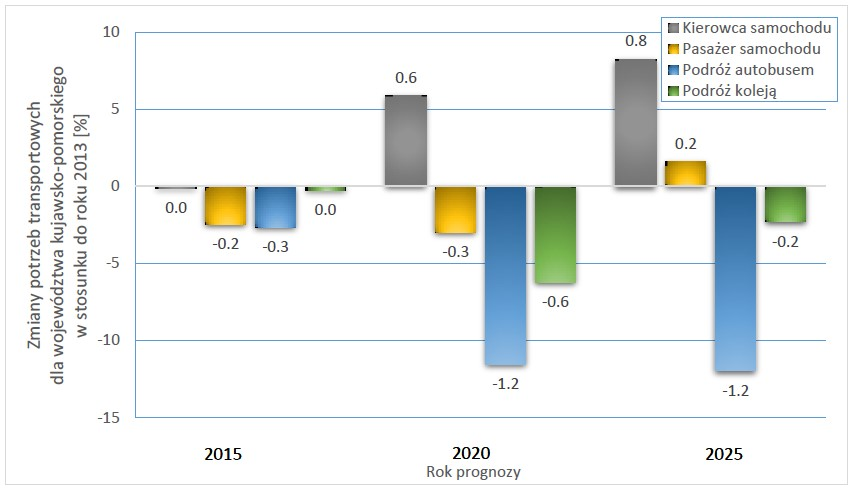 Zmiany potrzeb transportowych
dla województwa kujawsko-pomorskiego
w stosunku do roku 2013 [%]
10
5
0
-5
-10
-15
Kierowca samochodu
Pasażer samochodu
Podróż autobusem
Podróż koleją
0.0
-0.2
-0.3
0.0
0.6
-0.3
-1.2
-0.6
0.8
0.2
-1.2
-0.2
2015
2020
2025
Rok prognozy